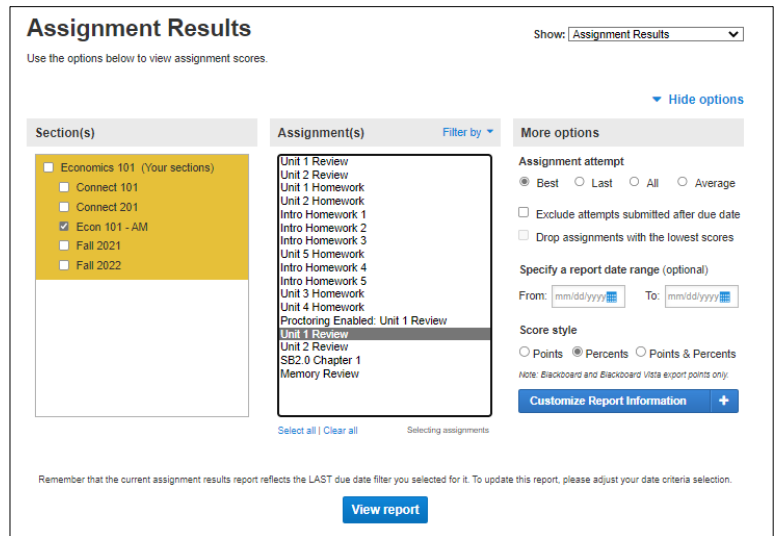 Assignment Results
Show: Assignment Results
Use the options below to view assignment scores.
Hide options
Section(s)
Economics 101 (Your sections)
Connect 101
Connect 201
Econ 101 - AM
Fall 2021
Fall 2022
Assignment(s)
Filter by
Unit 1 Review
Unit 2 Review
Unit 1 Homework
Unit 2 Homework
Intro Homework 1
Intro Homework 2
Intro Homework 3
Unit 5 Homework
Intro Homework 4
Intro Homework 5
Unit 3 Homework
Unit 4 Homework
Proctoring Enabled: Unit 1 Review
Unit 1 Review
Unit 2 Review
SB2.0 Chapter 1
Memory Review
Select all | Clear all
Selecting assignments
More options
Assignment attempt
Best Last All Average
Exclude attempts submitted after due date
Drop assignments with the lowest scores
Specify a report date range (optional)
From: mm/dd/yyyy To: mm/dd/yyyy
Score style
Points Percents Points & Percents
Note: Blackboard and Blackboard Vista export points only.
Customize Report Information +
Remember that the current assignment results report reflects the LAST due date filter you selected for it. To update this report, please adjust your date criteria selection.
View report